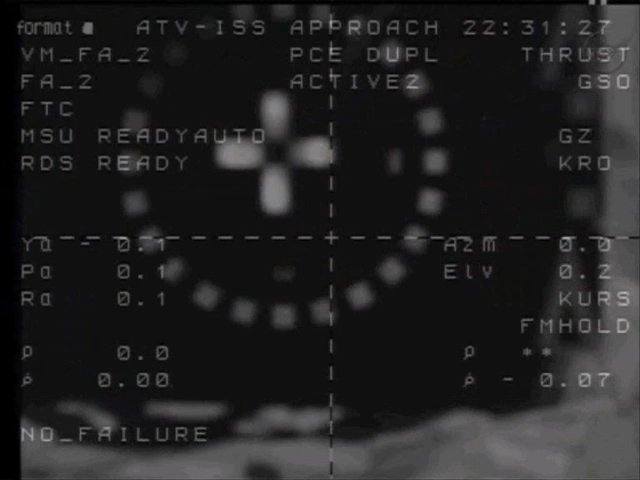 format ATV-ISS APPROACH 22:31:27
VM_FA_2 PCE DUPL THRUST
FA_2 ACTIVE2 GSO
FTC
MSU READYAUTO GZ
RDS READY KRO
Ya - 0.1 Azm 0.0
Pa 0.1 Elv 0.2
Ra 0.1 KURS
FMHOLD
ρ 0.0 ρ **
ρ̇ 0.00 ρ̇ - 0.07
NO_FAILURE